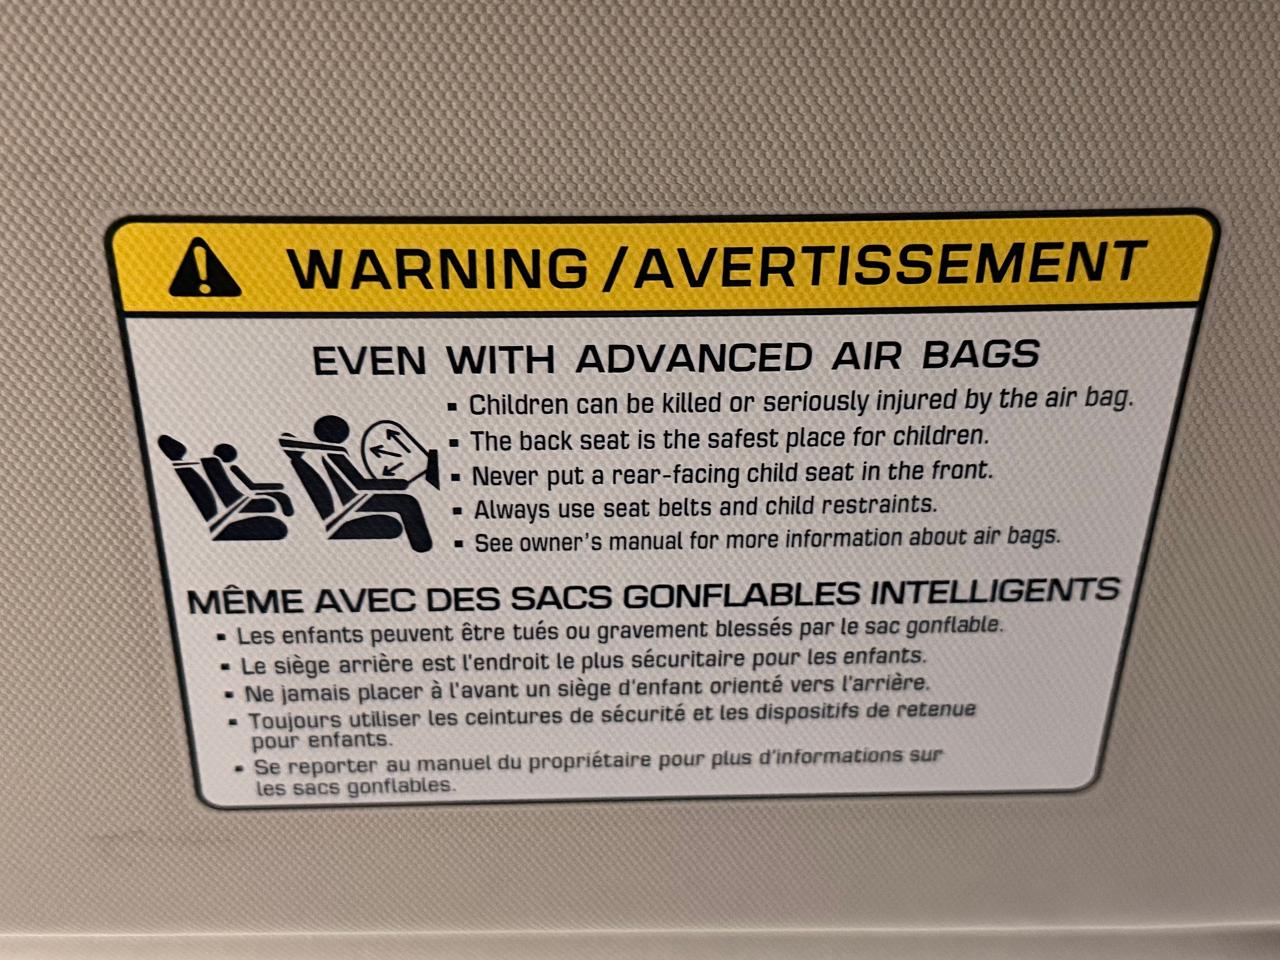 WARNING/AVERTISSEMENT
EVEN WITH ADVANCED AIR BAGS
▪ Children can be killed or seriously injured by the air bag.
▪ The back seat is the safest place for children.
▪ Never put a rear-facing child seat in the front.
▪ Always use seat belts and child restraints.
▪ See owner's manual for more information about air bags.
MÊME AVEC DES SACS GONFLABLES INTELLIGENTS
▪ Les enfants peuvent être tués ou gravement blessés par le sac gonflable.
▪ Le siège arrière est l'endroit le plus sécuritaire pour les enfants.
▪ Ne jamais placer à l'avant un siège d'enfant orienté vers l'arrière.
▪ Toujours utiliser les ceintures de sécurité et les dispositifs de retenue
pour enfants.
▪ Se reporter au manuel du propriétaire pour plus d'informations sur
les sacs gonflables.